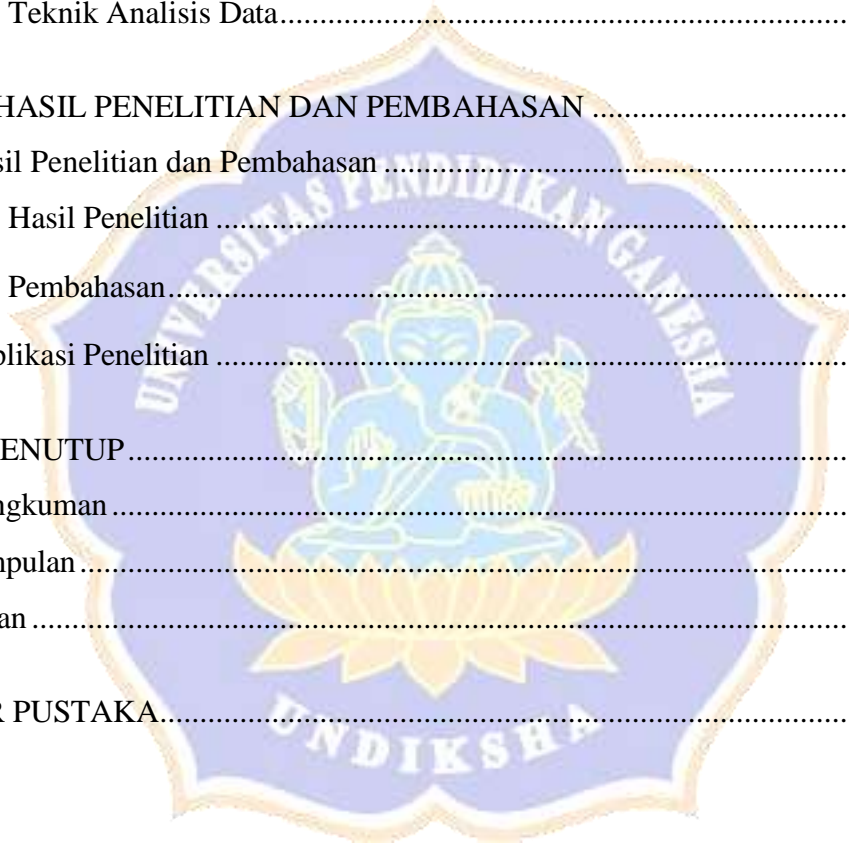 Teknik Analisis Data..........................................................................
HASIL PENELITIAN DAN PEMBAHASAN .................................
sil Penelitian dan Pembahasan ............................................................
Hasil Penelitian ..................................................................................
Pembahasan........................................................................................
plikasi Penelitian ..................................................................................
ENUTUP...............................................................................................
ngkuman ...............................................................................................
mpulan ...................................................................................................
an ..........................................................................................................
R PUSTAKA.........................................................................................
UNIVERSITAS PENDIDIKAN GANESHA
UNDIKSHA